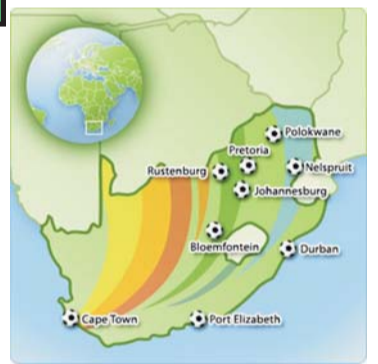 Polokwane
Pretoria
Rustenburg
Nelspruit
Johannesburg
Bloemfontein
Durban
Cape Town
Port Elizabeth